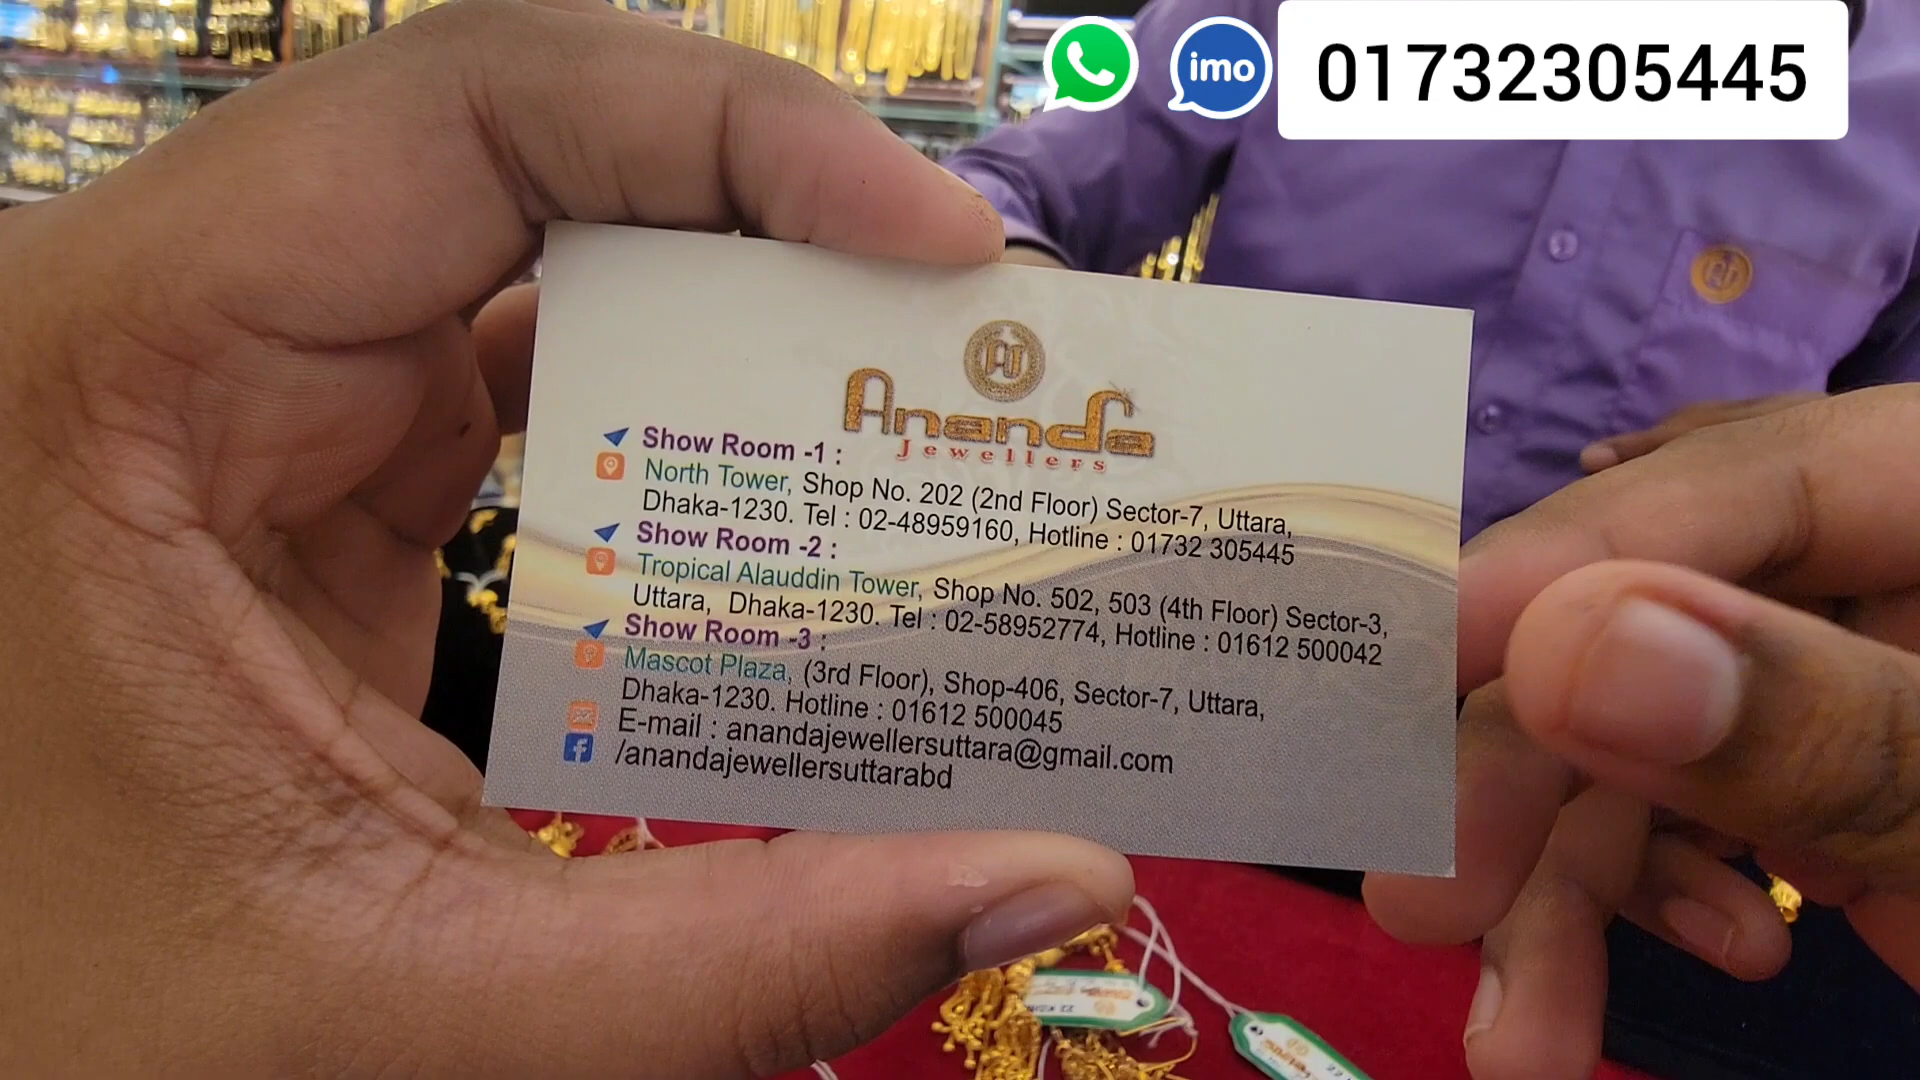 imo
01732305445
AJ
Ananda
Jewellers
Show Room -1 :
North Tower, Shop No. 202 (2nd Floor) Sector-7, Uttara,
Dhaka-1230. Tel : 02-48959160, Hotline : 01732 305445
Show Room -2 :
Tropical Alauddin Tower, Shop No. 502, 503 (4th Floor) Sector-3,
Uttara, Dhaka-1230. Tel : 02-58952774, Hotline : 01612 500042
Show Room -3 :
Mascot Plaza, (3rd Floor), Shop-406, Sector-7, Uttara,
Dhaka-1230. Hotline : 01612 500045
E-mail : anandajewellersuttara@gmail.com
/anandajewellersuttarabd